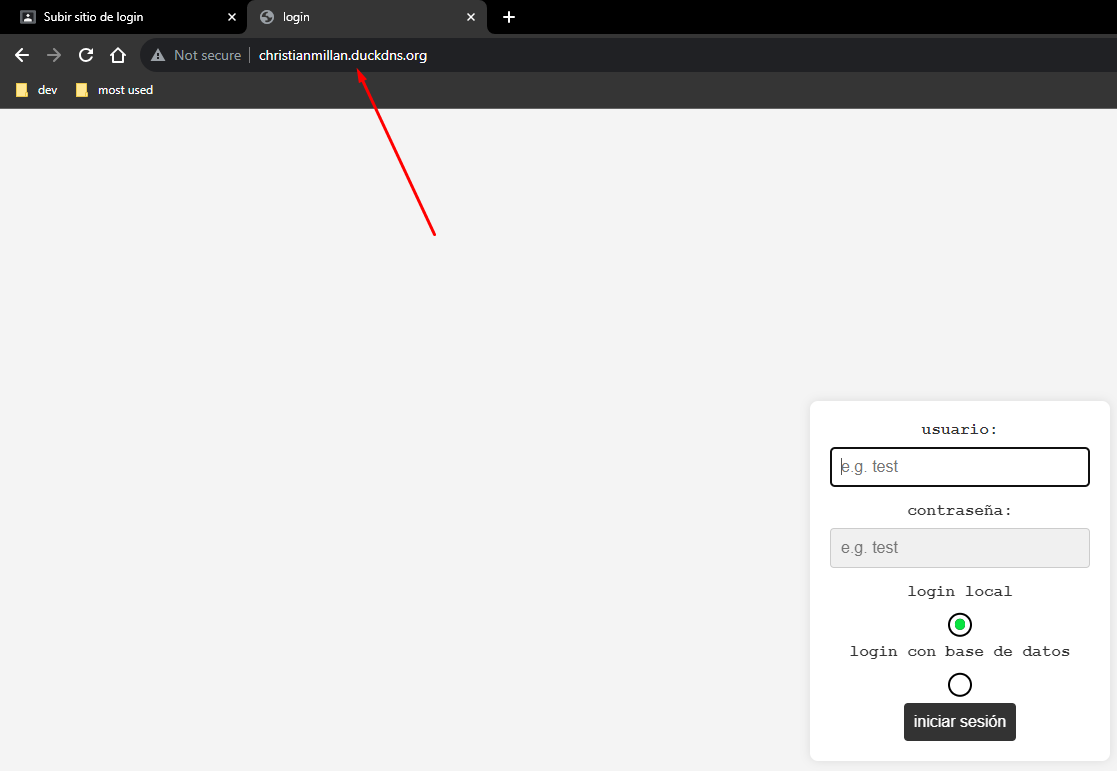 Subir sitio de login
login
Not secure
christianmillan.duckdns.org
dev
most used
usuario:
e.g. test
contraseña:
e.g. test
login local
login con base de datos
iniciar sesión